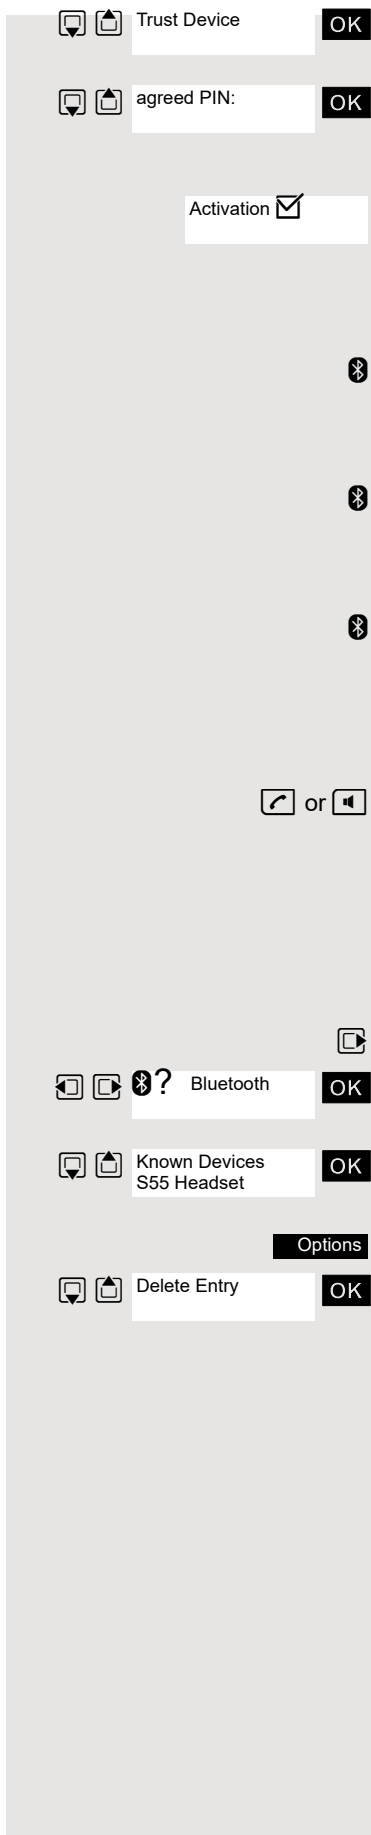 Trust Device OK
agreed PIN: OK
Activation
or
? Bluetooth OK
Known Devices OK
S55 Headset
Options
Delete Entry OK